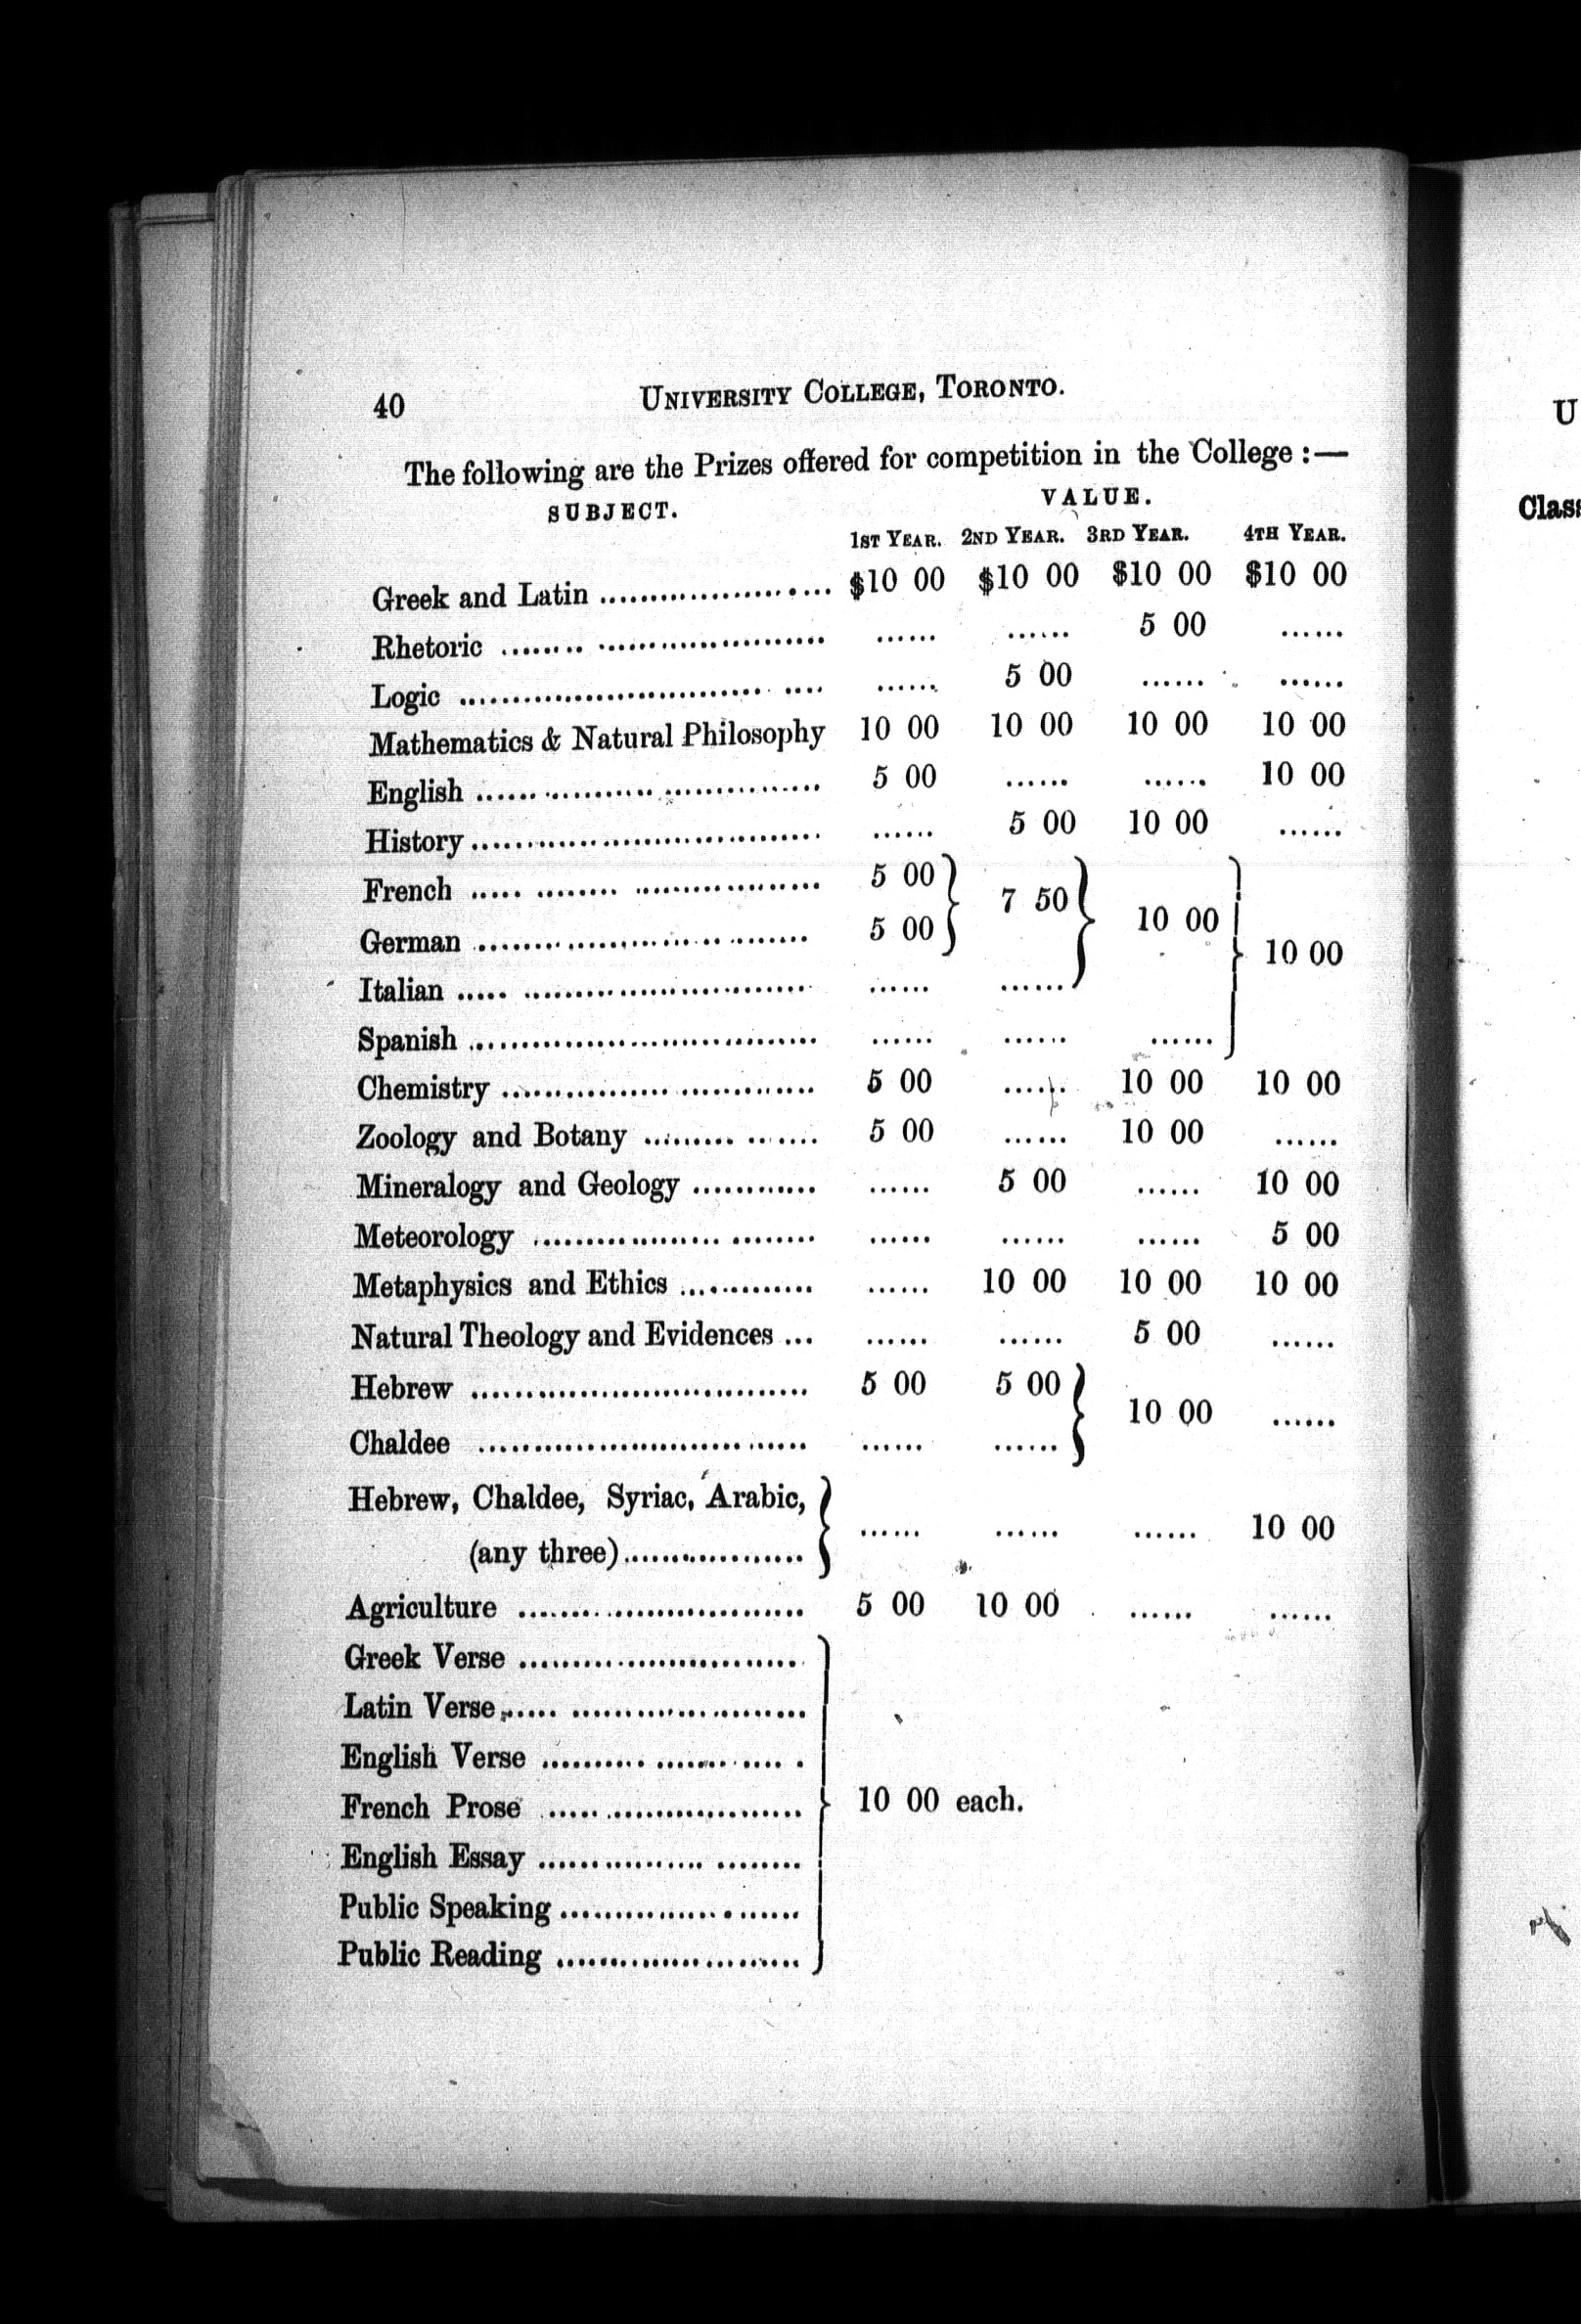 40 UNIVERSITY COLLEGE, TORONTO.
The following are the Prizes offered for competition in the College :—
SUBJECT. VALUE.
1ST YEAR. 2ND YEAR. 3RD YEAR. 4TH YEAR.
Greek and Latin ...................... $10 00 $10 00 $10 00 $10 00
Rhetoric ............................. ...... ...... 5 00 ......
Logic ................................ ...... 5 00 ...... ......
Mathematics & Natural Philosophy 10 00 10 00 10 00 10 00
English .............................. 5 00 ...... ...... 10 00
History .............................. ...... 5 00 10 00 ......
French ............................... 5 00 } 7 50 } 10 00 }
German ............................... 5 00 } 10 00
Italian .............................. ...... ......
Spanish .............................. ...... ...... ......
Chemistry ............................ 5 00 ...... 10 00 10 00
Zoology and Botany ................ 5 00 ...... 10 00 ......
Mineralogy and Geology ............ ...... 5 00 ...... 10 00
Meteorology .......................... ...... ...... ...... 5 00
Metaphysics and Ethics ............. ...... 10 00 10 00 10 00
Natural Theology and Evidences ... ...... ...... 5 00 ......
Hebrew ............................... 5 00 5 00 } 10 00 ......
Chaldee .............................. ...... ......
Hebrew, Chaldee, Syriac, Arabic, }
(any three) ................. ...... ...... ...... 10 00
Agriculture .......................... 5 00 10 00 ...... ......
Greek Verse ..........................
Latin Verse ..........................
English Verse ........................
French Prose ......................... } 10 00 each.
English Essay ........................
Public Speaking ......................
Public Reading .......................
U
Class